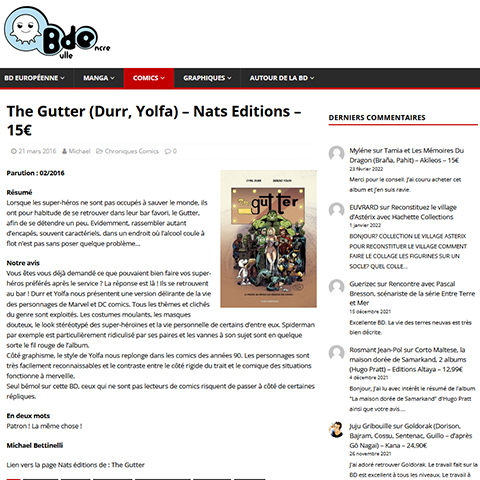 Bde
ulle
ncre
BD EUROPÉENNE
MANGA
COMICS
GRAPHIQUES
AUTOUR DE LA BD
The Gutter (Durr, Yolfa) – Nats Editions –
15€
21 mars 2016 Michael Chroniques Comics 0
Parution : 02/2016
Résumé
Lorsque les super-héros ne sont pas occupés à sauver le monde, ils
ont pour habitude de se retrouver dans leur bar favori, le Gutter,
afin de se détendre un peu. Evidemment, rassembler autant
d'encapés, souvent caractériels, dans un endroit où l'alcool coule à
flot n'est pas sans poser quelque problème...
Notre avis
Vous êtes vous déjà demandé ce que pouvaient bien faire vos super-
héros préférés après le service ? La réponse est là ! Ils se retrouvent
au bar ! Durr et Yolfa nous présentent une version délirante de la vie
des personnages de Marvel et DC comics. Tous les thèmes et clichés
du genre sont exploités. Les costumes moulants, les masques
douteux, le look stéréotypé des super-héroïnes et la vie personnelle de certains d'entre eux. Spiderman
par exemple est particulièrement ridiculisé par ses paires et les vannes à son sujet sont en quelque
sorte le fil rouge de l'album.
Côté graphisme, le style de Yolfa nous replonge dans les comics des années 90. Les personnages sont
très facilement reconnaissables et le contraste entre le côté rigide du trait et le comique des situations
fonctionne à merveille.
Seul bémol sur cette BD, ceux qui ne sont pas lecteurs de comics risquent de passer à côté de certaines
répliques.
En deux mots
Patron ! La même chose !
Michael Bettinelli
Lien vers la page Nats éditions de : The Gutter
CYRIL DURR
SERGIO YOLFA
the
gutter
DERNIERS COMMENTAIRES
Mylène sur Tamia et Les Mémoires Du
Dragon (Braña, Pahit) – Akileos – 15€
23 février 2022
Merci pour le conseil. J'ai couru acheter cet
album et j'en suis ravie.
EUVRARD sur Reconstituez le village
d'Astérix avec Hachette Collections
1 janvier 2022
BONJOUR? COLLECTION LE VILLAGE ASTERIX
POUR RECONSTITUER LE VILLAGE COMMENT
FAIRE LE COLLAGE LES FIGURINES SUR UN
SOCLE? QUEL COLLE...
Guerizec sur Rencontre avec Pascal
Bresson, scénariste de la série Entre Terre
et Mer
15 décembre 2021
Excellente BD. La vie des terres neuvas est très
bien décrite.
Rosmant Jean-Pol sur Corto Maltese, la
maison dorée de Samarkand, 2 albums
(Hugo Pratt) – Editions Altaya – 12,99€
4 décembre 2021
Bonjour, J'ai lu avec intérêt le résumé de l'album
"La maison dorée de Samarkand" d'Hugo Pratt
ainsi que votre avis....
Juju Gribouille sur Goldorak (Dorison,
Bajram, Cossu, Sentenac, Guillo – d'après
Gô Nagai) – Kana – 24,90€
26 novembre 2021
J'ai adoré retrouver Goldorak. Le travail fait sur
la BD est excellent à tous les niveaux. Le travail à